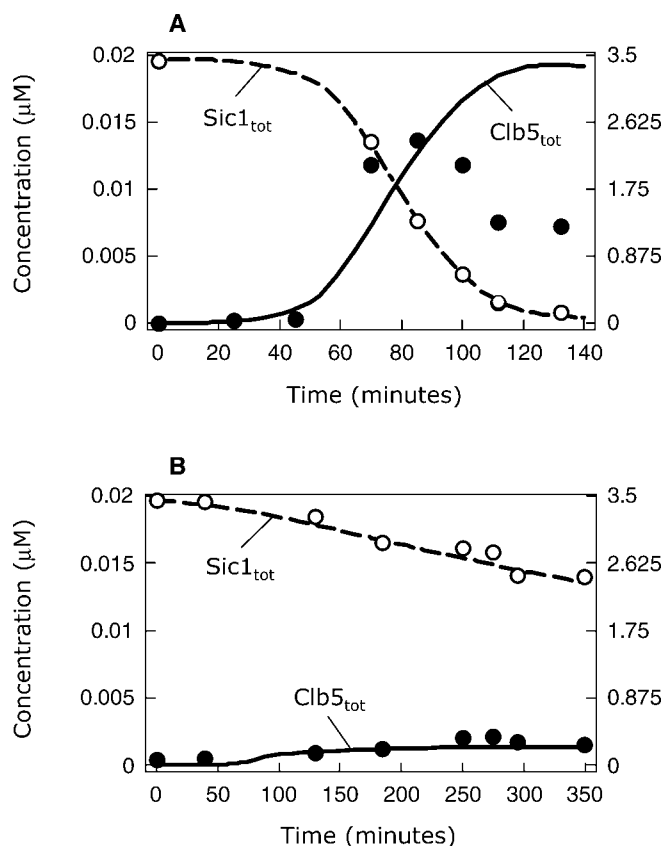 A
0.02
0.015
0.01
0.005
0
3.5
2.625
1.75
0.875
0
Concentration (μM)
Sic1tot
Clb5tot
0 20 40 60 80 100 120 140
Time (minutes)
B
0.02
0.015
0.01
0.005
0
3.5
2.625
1.75
0.875
0
Concentration (μM)
Sic1tot
Clb5tot
0 50 100 150 200 250 300 350
Time (minutes)